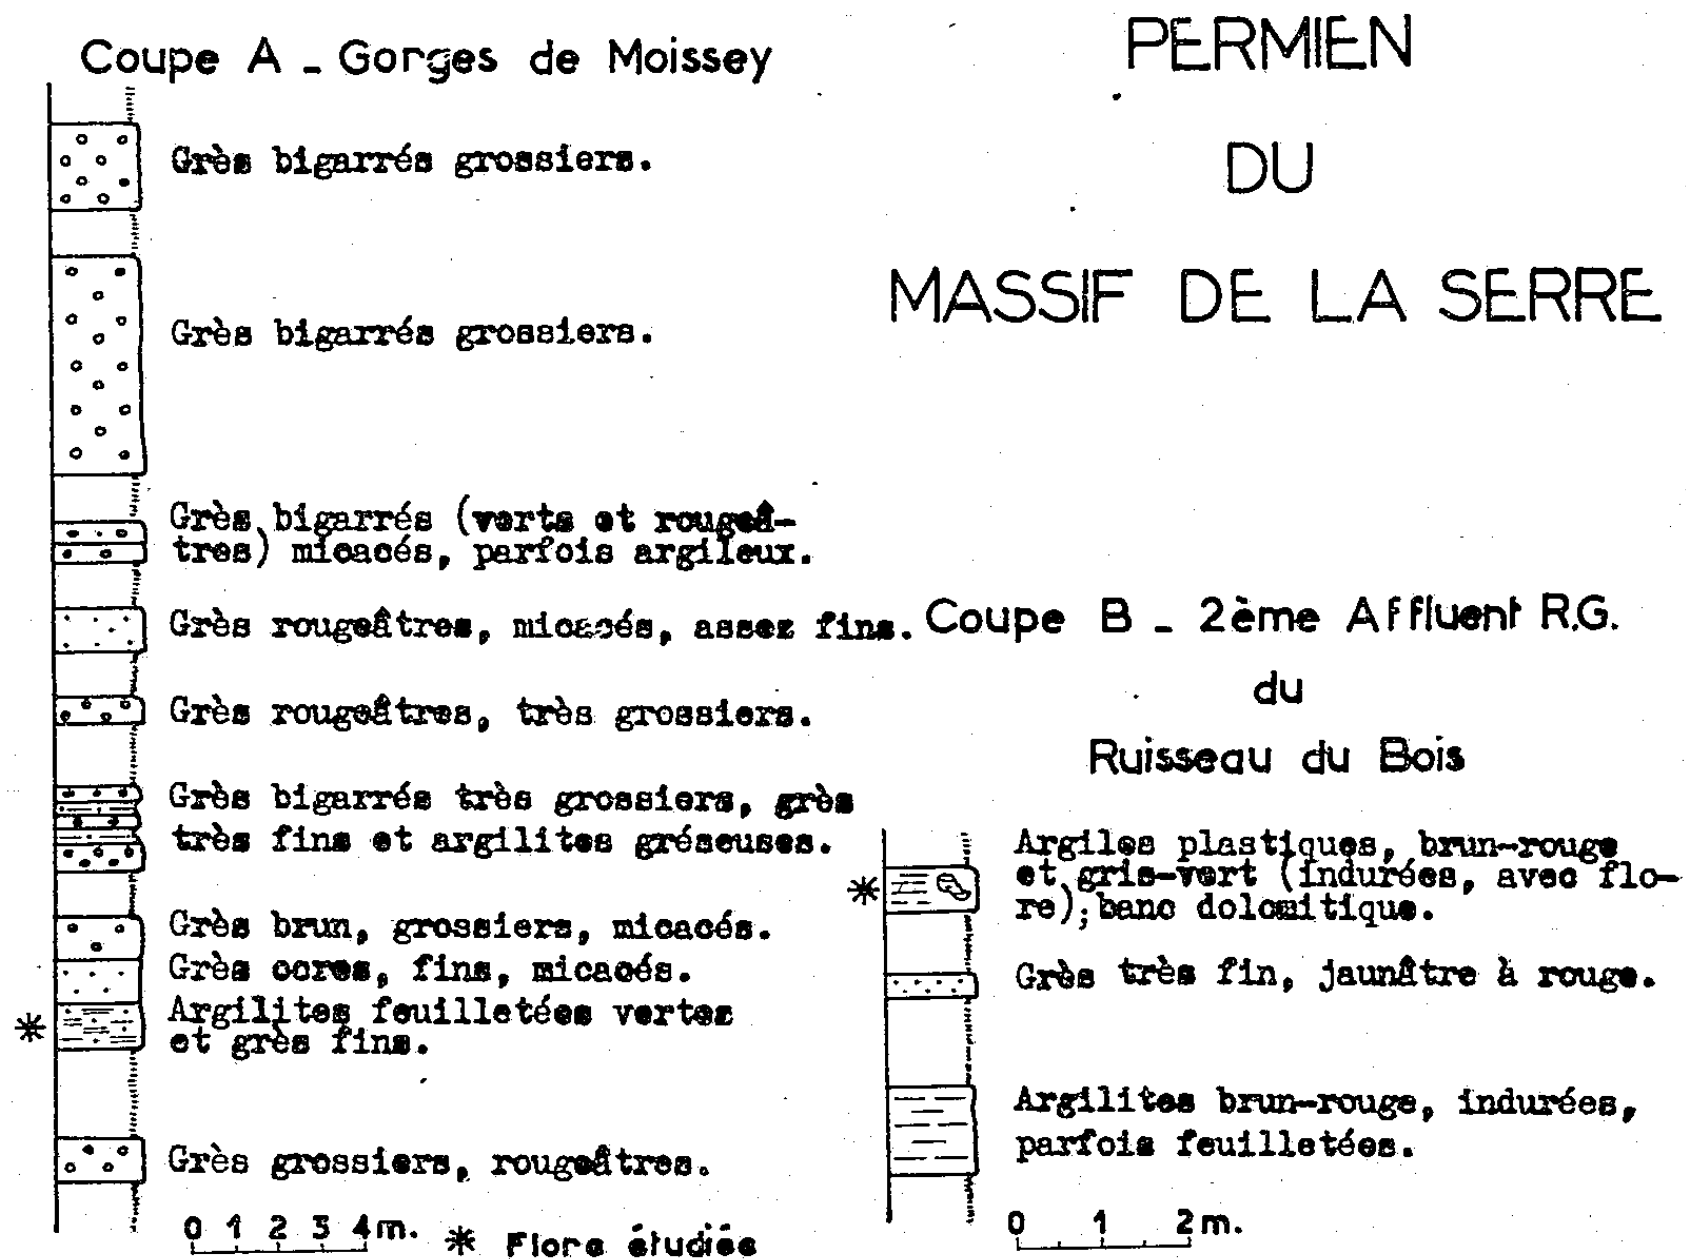 Coupe A _ Gorges de Moissey
Grès bigarrés grossiers.
Grès bigarrés grossiers.
Grès bigarrés (verts et rougeâ-
tres) micacés, parfois argileux.
Grès rougeâtres, micacés, assez fins.
Grès rougeâtres, très grossiers.
Grès bigarrés très grossiers, grès
très fins et argilites gréseuses.
Grès brun, grossiers, micacés.
Grès ocres, fins, micacés.
Argilites feuilletées vertes
et grès fins.
Grès grossiers, rougeâtres.
0 1 2 3 4m.
* Flore étudiée
PERMIEN
DU
MASSIF DE LA SERRE
Coupe B _ 2ème Affluent R.G.
du
Ruisseau du Bois
Argiles plastiques, brun-rouge
et gris-vert (indurées, avec flo-
re); banc dolomitique.
Grès très fin, jaunâtre à rouge.
Argilites brun-rouge, indurées,
parfois feuilletées.
0 1 2m.